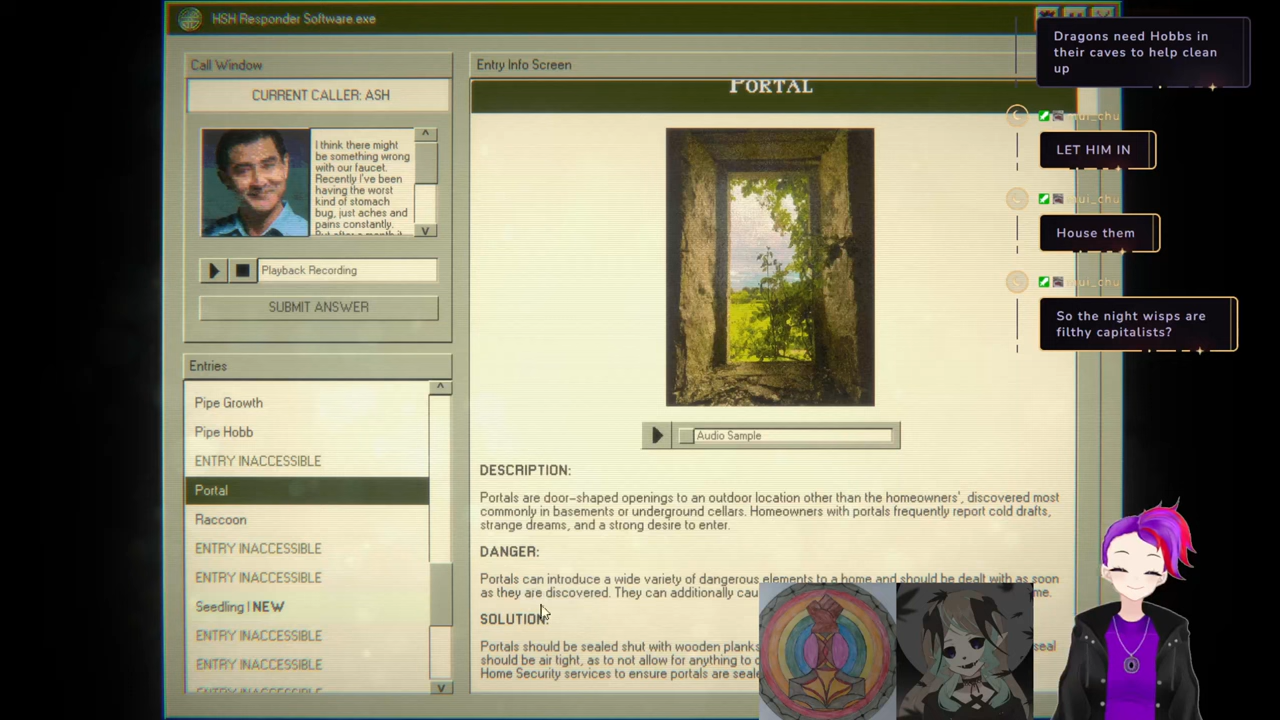 HSH Responder Software.exe
Call Window
CURRENT CALLER: ASH
I think there might
be something wrong
with our faucet.
Recently I've been
having the worst
kind of stomach
bug, just aches and
pains constantly.
But after a month it
Playback Recording
SUBMIT ANSWER
Entries
Pipe Growth
Pipe Hobb
ENTRY INACCESSIBLE
Portal
Raccoon
ENTRY INACCESSIBLE
ENTRY INACCESSIBLE
Seedling | NEW
ENTRY INACCESSIBLE
ENTRY INACCESSIBLE
ENTRY INACCESSIBLE
Entry Info Screen
PORTAL
Audio Sample
DESCRIPTION:
Portals are door-shaped openings to an outdoor location other than the homeowners', discovered most
commonly in basements or underground cellars. Homeowners with portals frequently report cold drafts,
strange dreams, and a strong desire to enter.
DANGER:
Portals can introduce a wide variety of dangerous elements to a home and should be dealt with as soon
as they are discovered. They can additionally
SOLUTION:
Portals should be sealed shut with wooden planks seal
should be air tight, as to not allow for anything to
Home Security services to ensure portals are
Dragons need Hobbs in
their caves to help clean
up
LET HIM IN
House them
So the night wisps are
filthy capitalists?